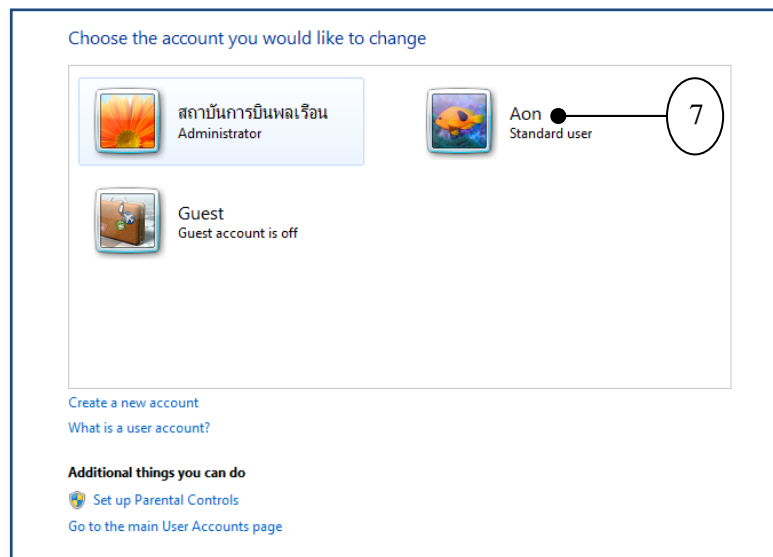 Choose the account you would like to change
สถาบันการบินพลเรือน
Administrator
Aon
Standard user
7
Guest
Guest account is off
Create a new account
What is a user account?
Additional things you can do
Set up Parental Controls
Go to the main User Accounts page